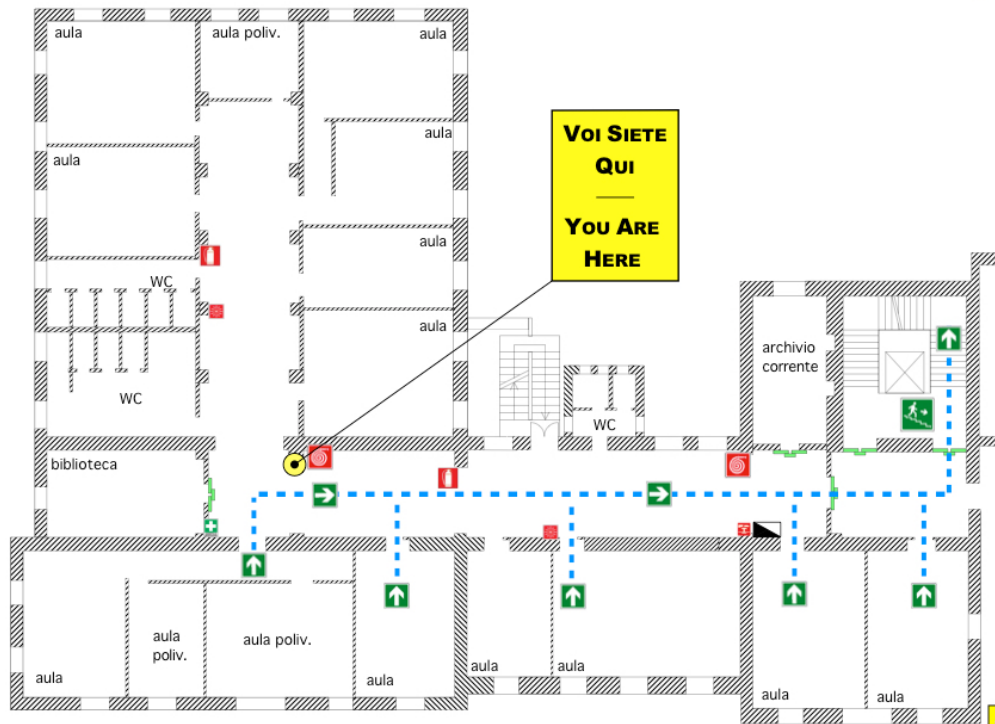 aula
aula poliv.
aula
aula
aula
VOI SIETE
QUI
YOU ARE
HERE
aula
WC
aula
archivio
corrente
WC
WC
biblioteca
aula
poliv.
aula poliv.
aula
aula
aula
aula
aula
aula